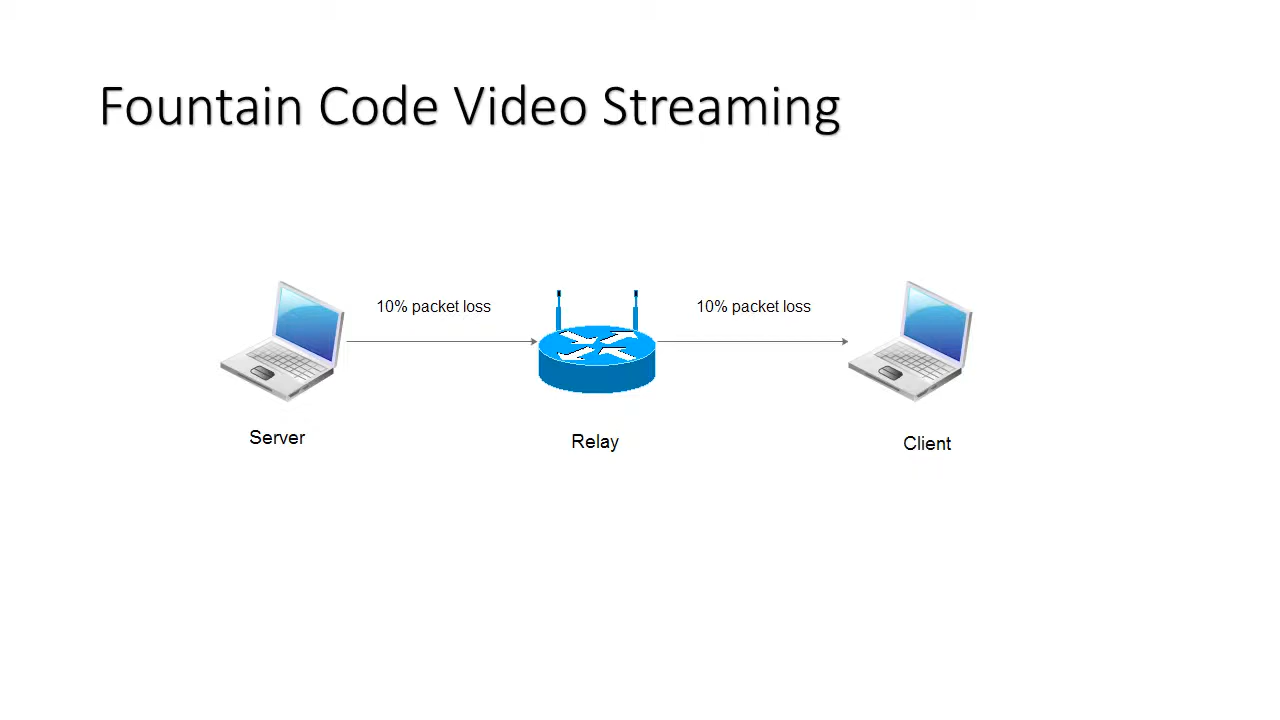 Fountain Code Video Streaming
10% packet loss
10% packet loss
Server
Relay
Client